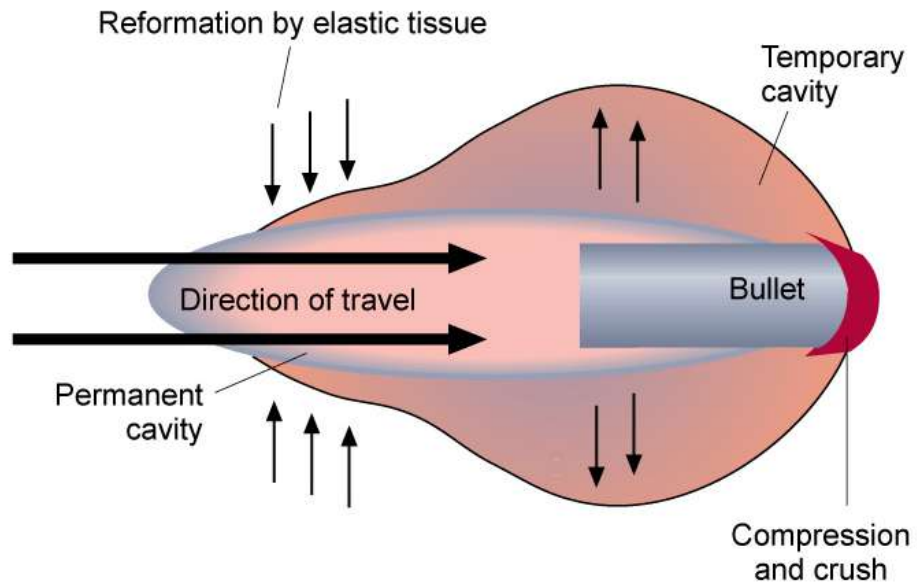 Reformation by elastic tissue
Temporary
cavity
Direction of travel
Bullet
Permanent
cavity
Compression
and crush